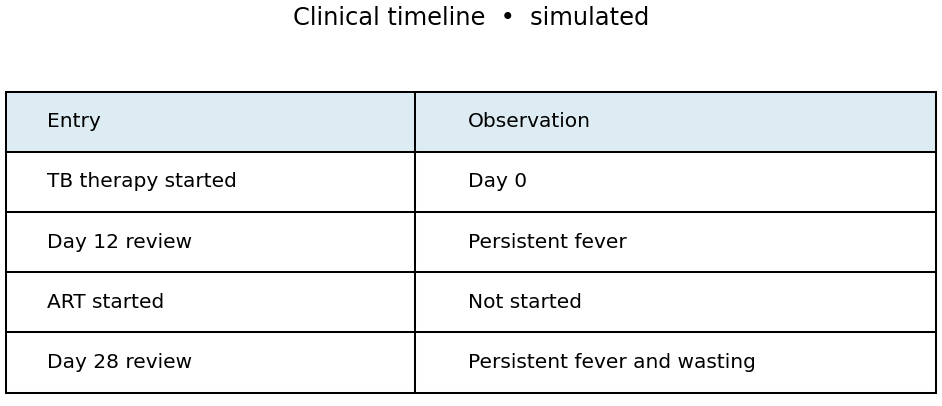 Clinical timeline • simulated
Entry Observation
TB therapy started Day 0
Day 12 review Persistent fever
ART started Not started
Day 28 review Persistent fever and wasting